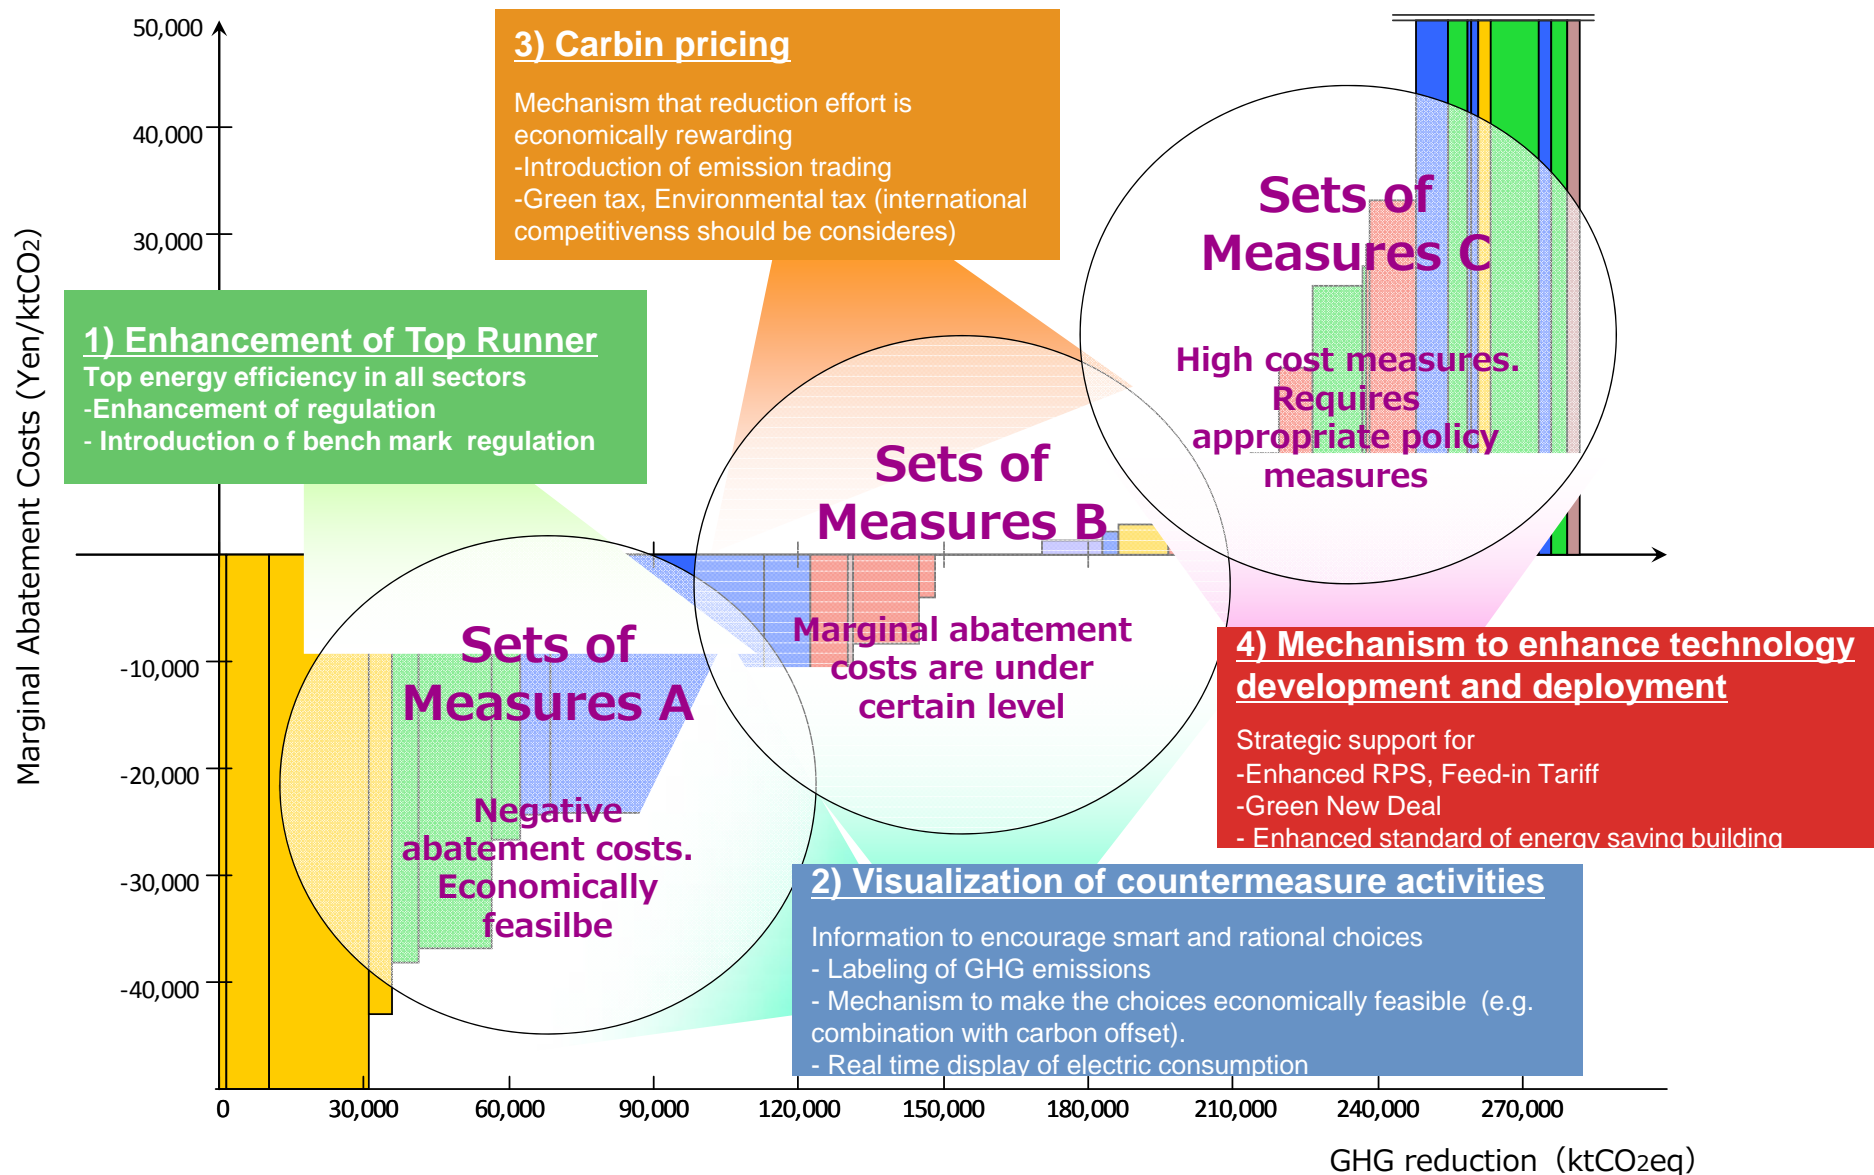 50,000
40,000
30,000
-10,000
-20,000
-30,000
-40,000
Marginal Abatement Costs (Yen/ktCO2)
3) Carbin pricing
Mechanism that reduction effort is
economically rewarding
-Introduction of emission trading
-Green tax, Environmental tax (international
competitivenss should be consideres)
1) Enhancement of Top Runner
Top energy efficiency in all sectors
-Enhancement of regulation
- Introduction o f bench mark  regulation
Sets of
Measures C
High cost measures.
Requires
appropriate policy
measures
Sets of
Measures B
Marginal abatement
costs are under
certain level
Sets of
Measures A
Negative
abatement costs.
Economically
feasilbe
4) Mechanism to enhance technology
development and deployment
Strategic support for
-Enhanced RPS, Feed-in Tariff
-Green New Deal
- Enhanced standard of energy saving building
2) Visualization of countermeasure activities
Information to encourage smart and rational choices
- Labeling of GHG emissions
- Mechanism to make the choices economically feasible  (e.g.
combination with carbon offset).
- Real time display of electric consumption
0
30,000
60,000
90,000
120,000
150,000
180,000
210,000
240,000
270,000
GHG reduction（ktCO2eq）